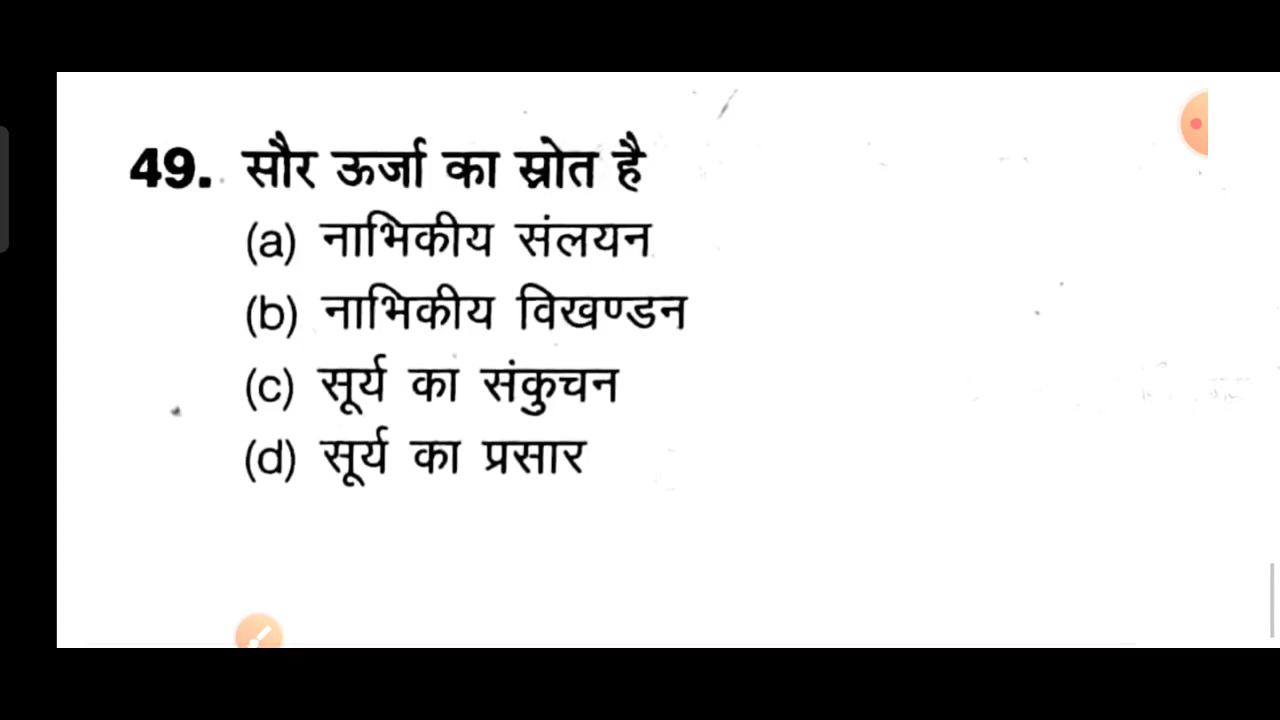 49. सौर ऊर्जा का स्रोत है
(a) नाभिकीय संलयन
(b) नाभिकीय विखण्डन
(c) सूर्य का संकुचन
(d) सूर्य का प्रसार